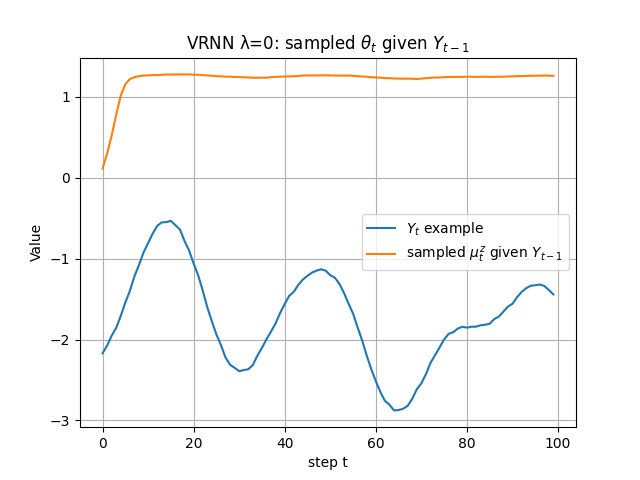 VRNN λ=0: sampled θ_t given Y_{t−1}
Value
1
0
−1
−2
−3
Y_t example
sampled μ_t^z given Y_{t−1}
0 20 40 60 80 100
step t